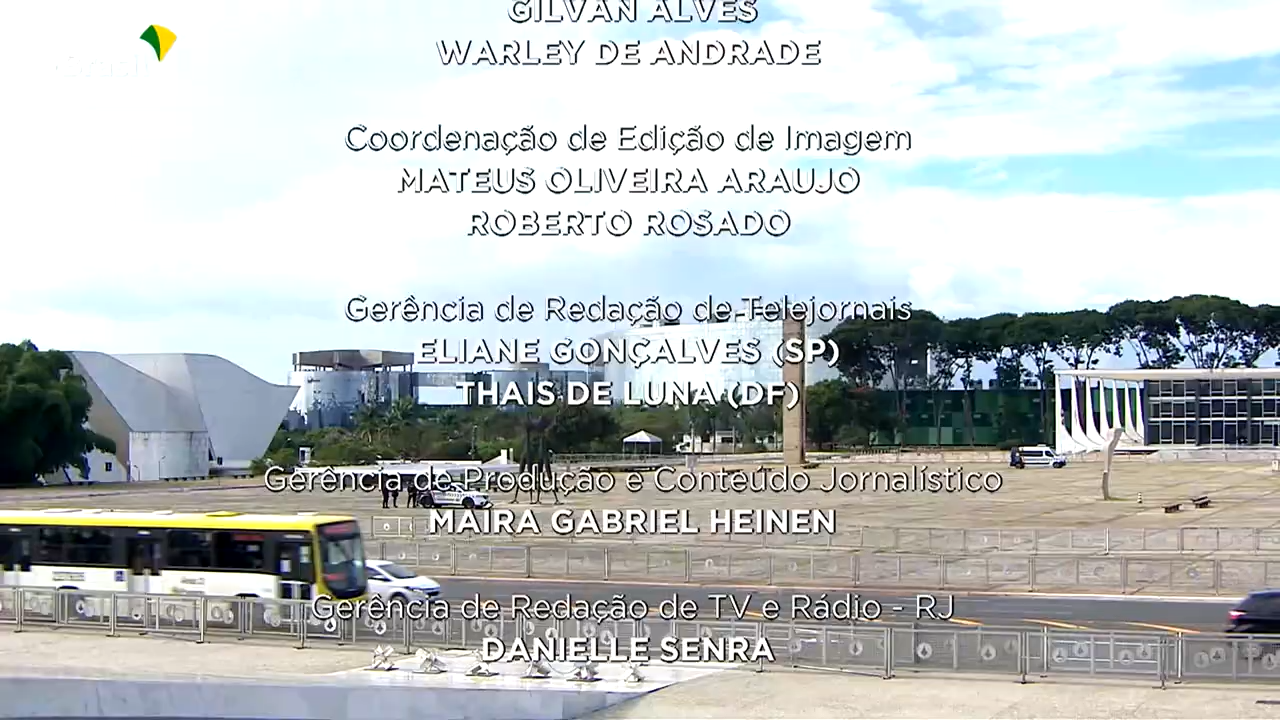 GILVAN ALVES
WARLEY DE ANDRADE
Coordenação de Edição de Imagem
MATEUS OLIVEIRA ARAUJO
ROBERTO ROSADO
Gerência de Redação de Telejornais
ELIANE GONÇALVES (SP)
THAIS DE LUNA (DF)
Gerência de Produção e Conteúdo Jornalístico
MAIRA GABRIEL HEINEN
Gerência de Redação de TV e Rádio - RJ
DANIELLE SENRA